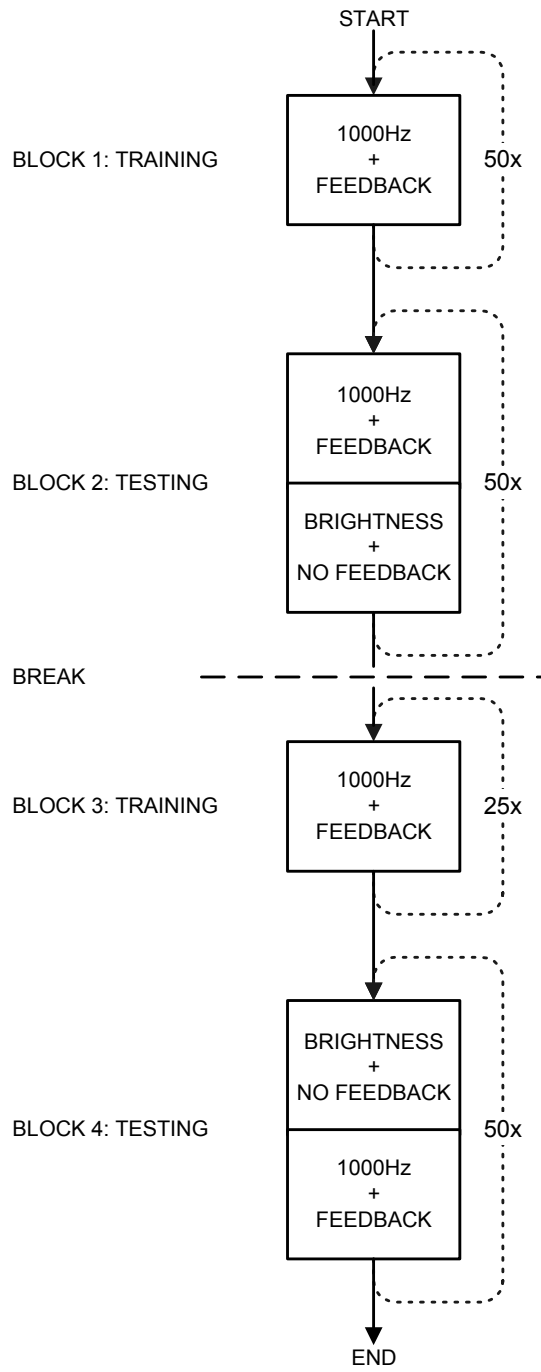 START
1000Hz
+
FEEDBACK
BLOCK 1: TRAINING
50x
1000Hz
+
FEEDBACK
BLOCK 2: TESTING
50x
BRIGHTNESS
+
NO FEEDBACK
BREAK
1000Hz
+
FEEDBACK
BLOCK 3: TRAINING
25x
BRIGHTNESS
+
NO FEEDBACK
BLOCK 4: TESTING
50x
1000Hz
+
FEEDBACK
END